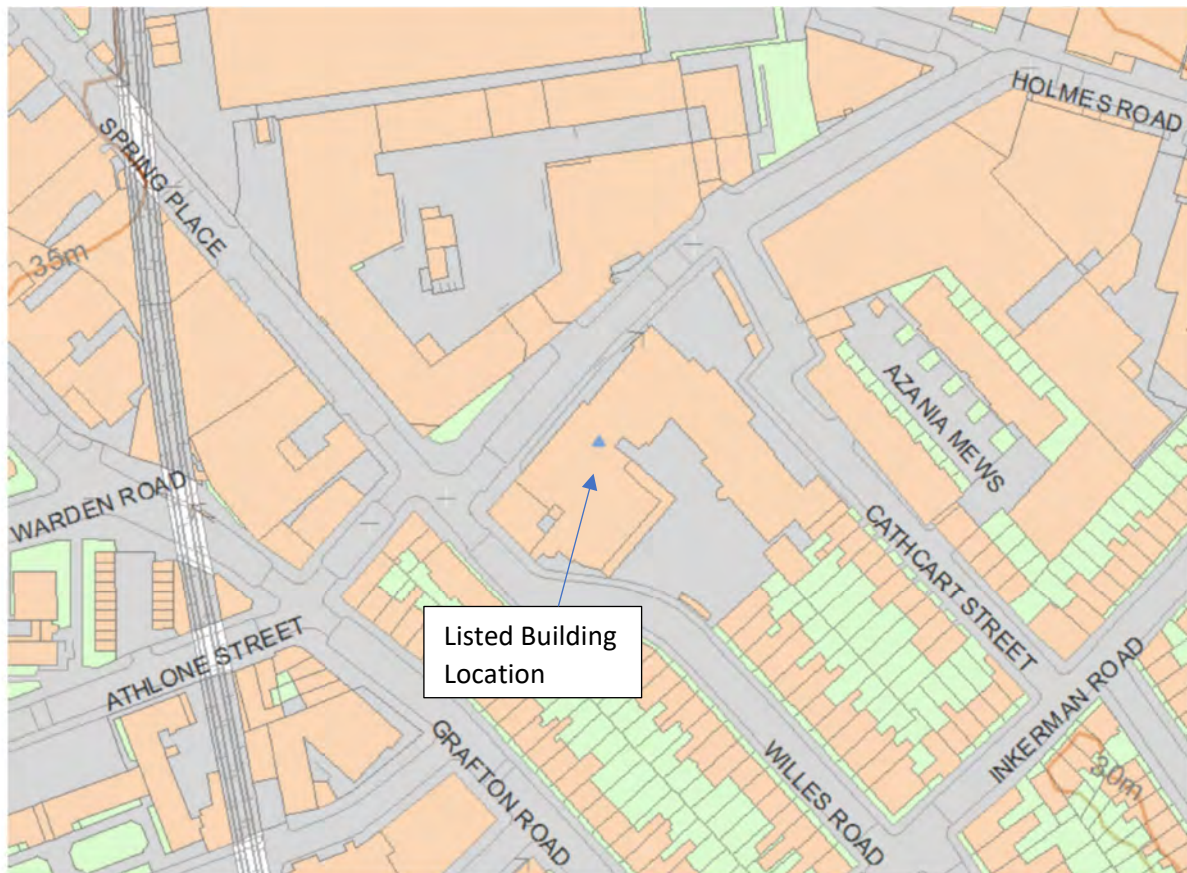 HOLMES ROAD
SPRING PLACE
35m
AZANIA MEWS
WARDEN ROAD
CATHCART STREET
Listed Building
Location
ATHLONE STREET
INKERMAN ROAD
GRAFTON ROAD
WILLES ROAD
30m